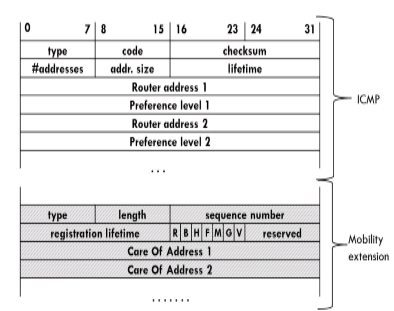 0 7 8 15 16 23 24 31
type code checksum
#addresses addr. size lifetime
Router address 1
Preference level 1
Router address 2
Preference level 2
...
ICMP
type length sequence number
registration lifetime R B H F M G V reserved
Care Of Address 1
Care Of Address 2
.......
Mobility
extension